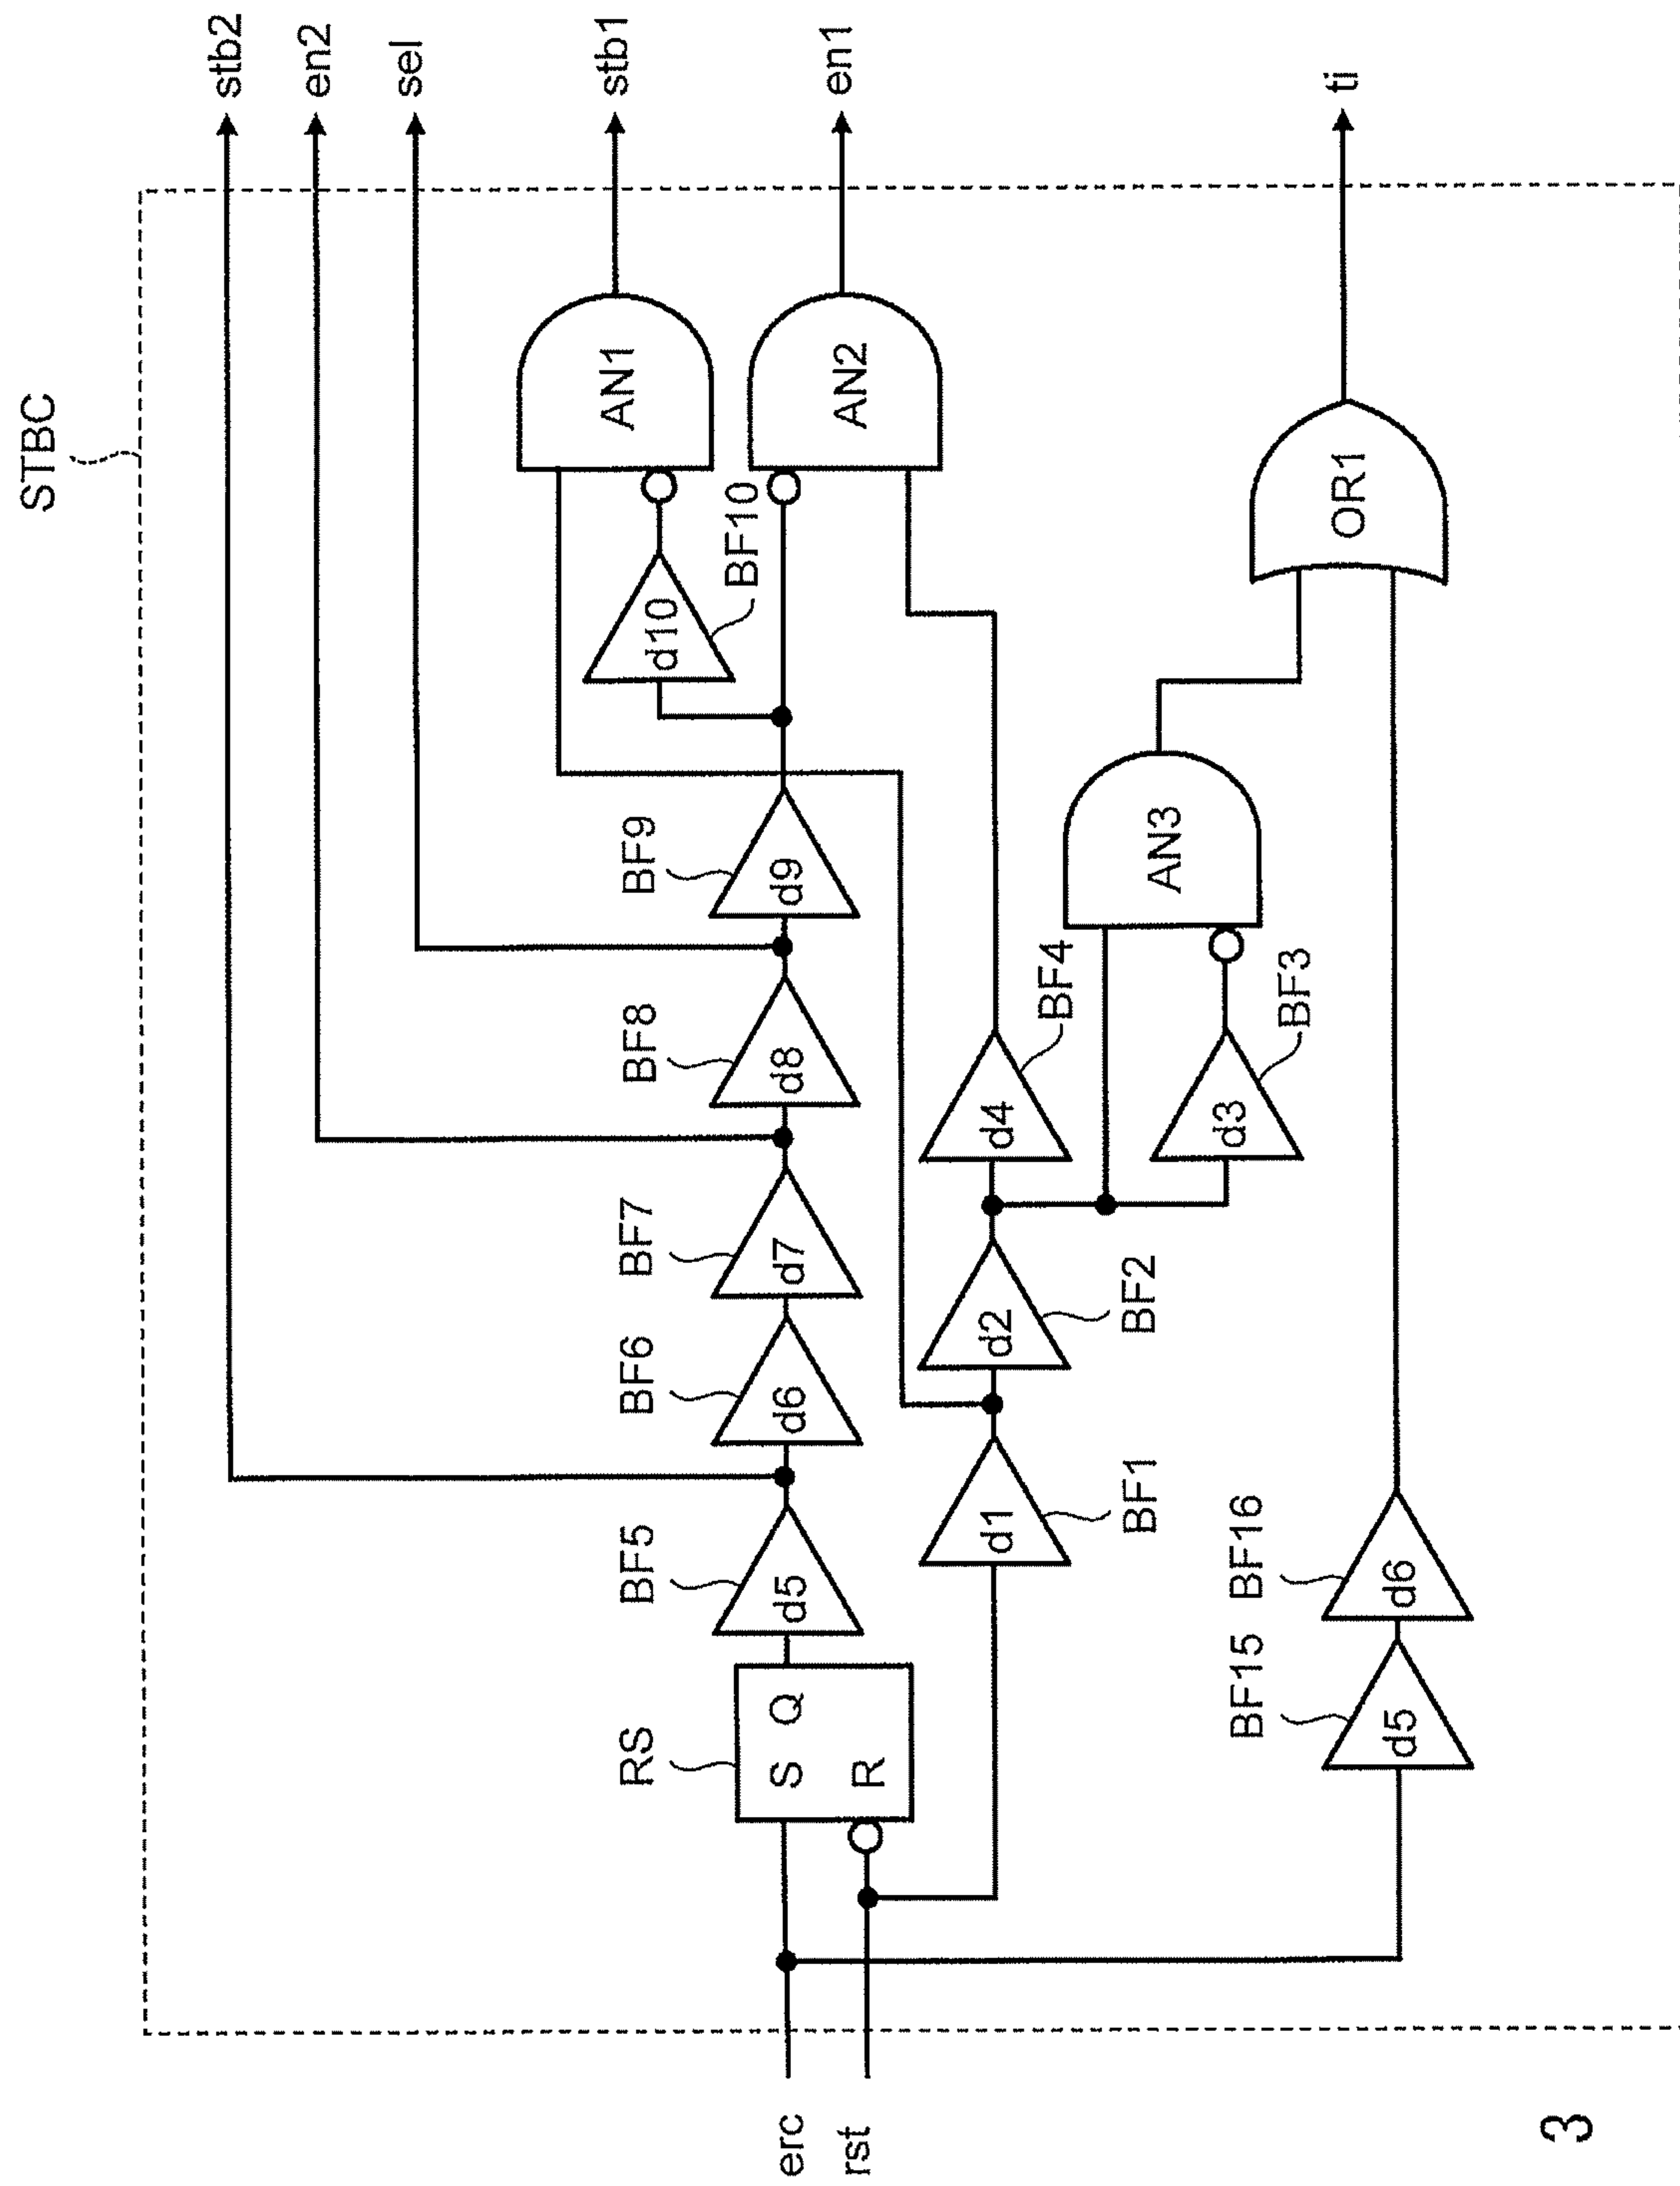 STBC
stb2
en2
sel
stb1
en1
ti
AN1
AN2
OR1
d10
BF10
BF9
d9
AN3
BF8
d8
BF4
d4
BF3
d3
BF7
d7
BF2
d2
BF6
d6
BF5
d5
BF1
d1
BF16
d6
BF15
d5
RS
S Q
R
erc
rst
3